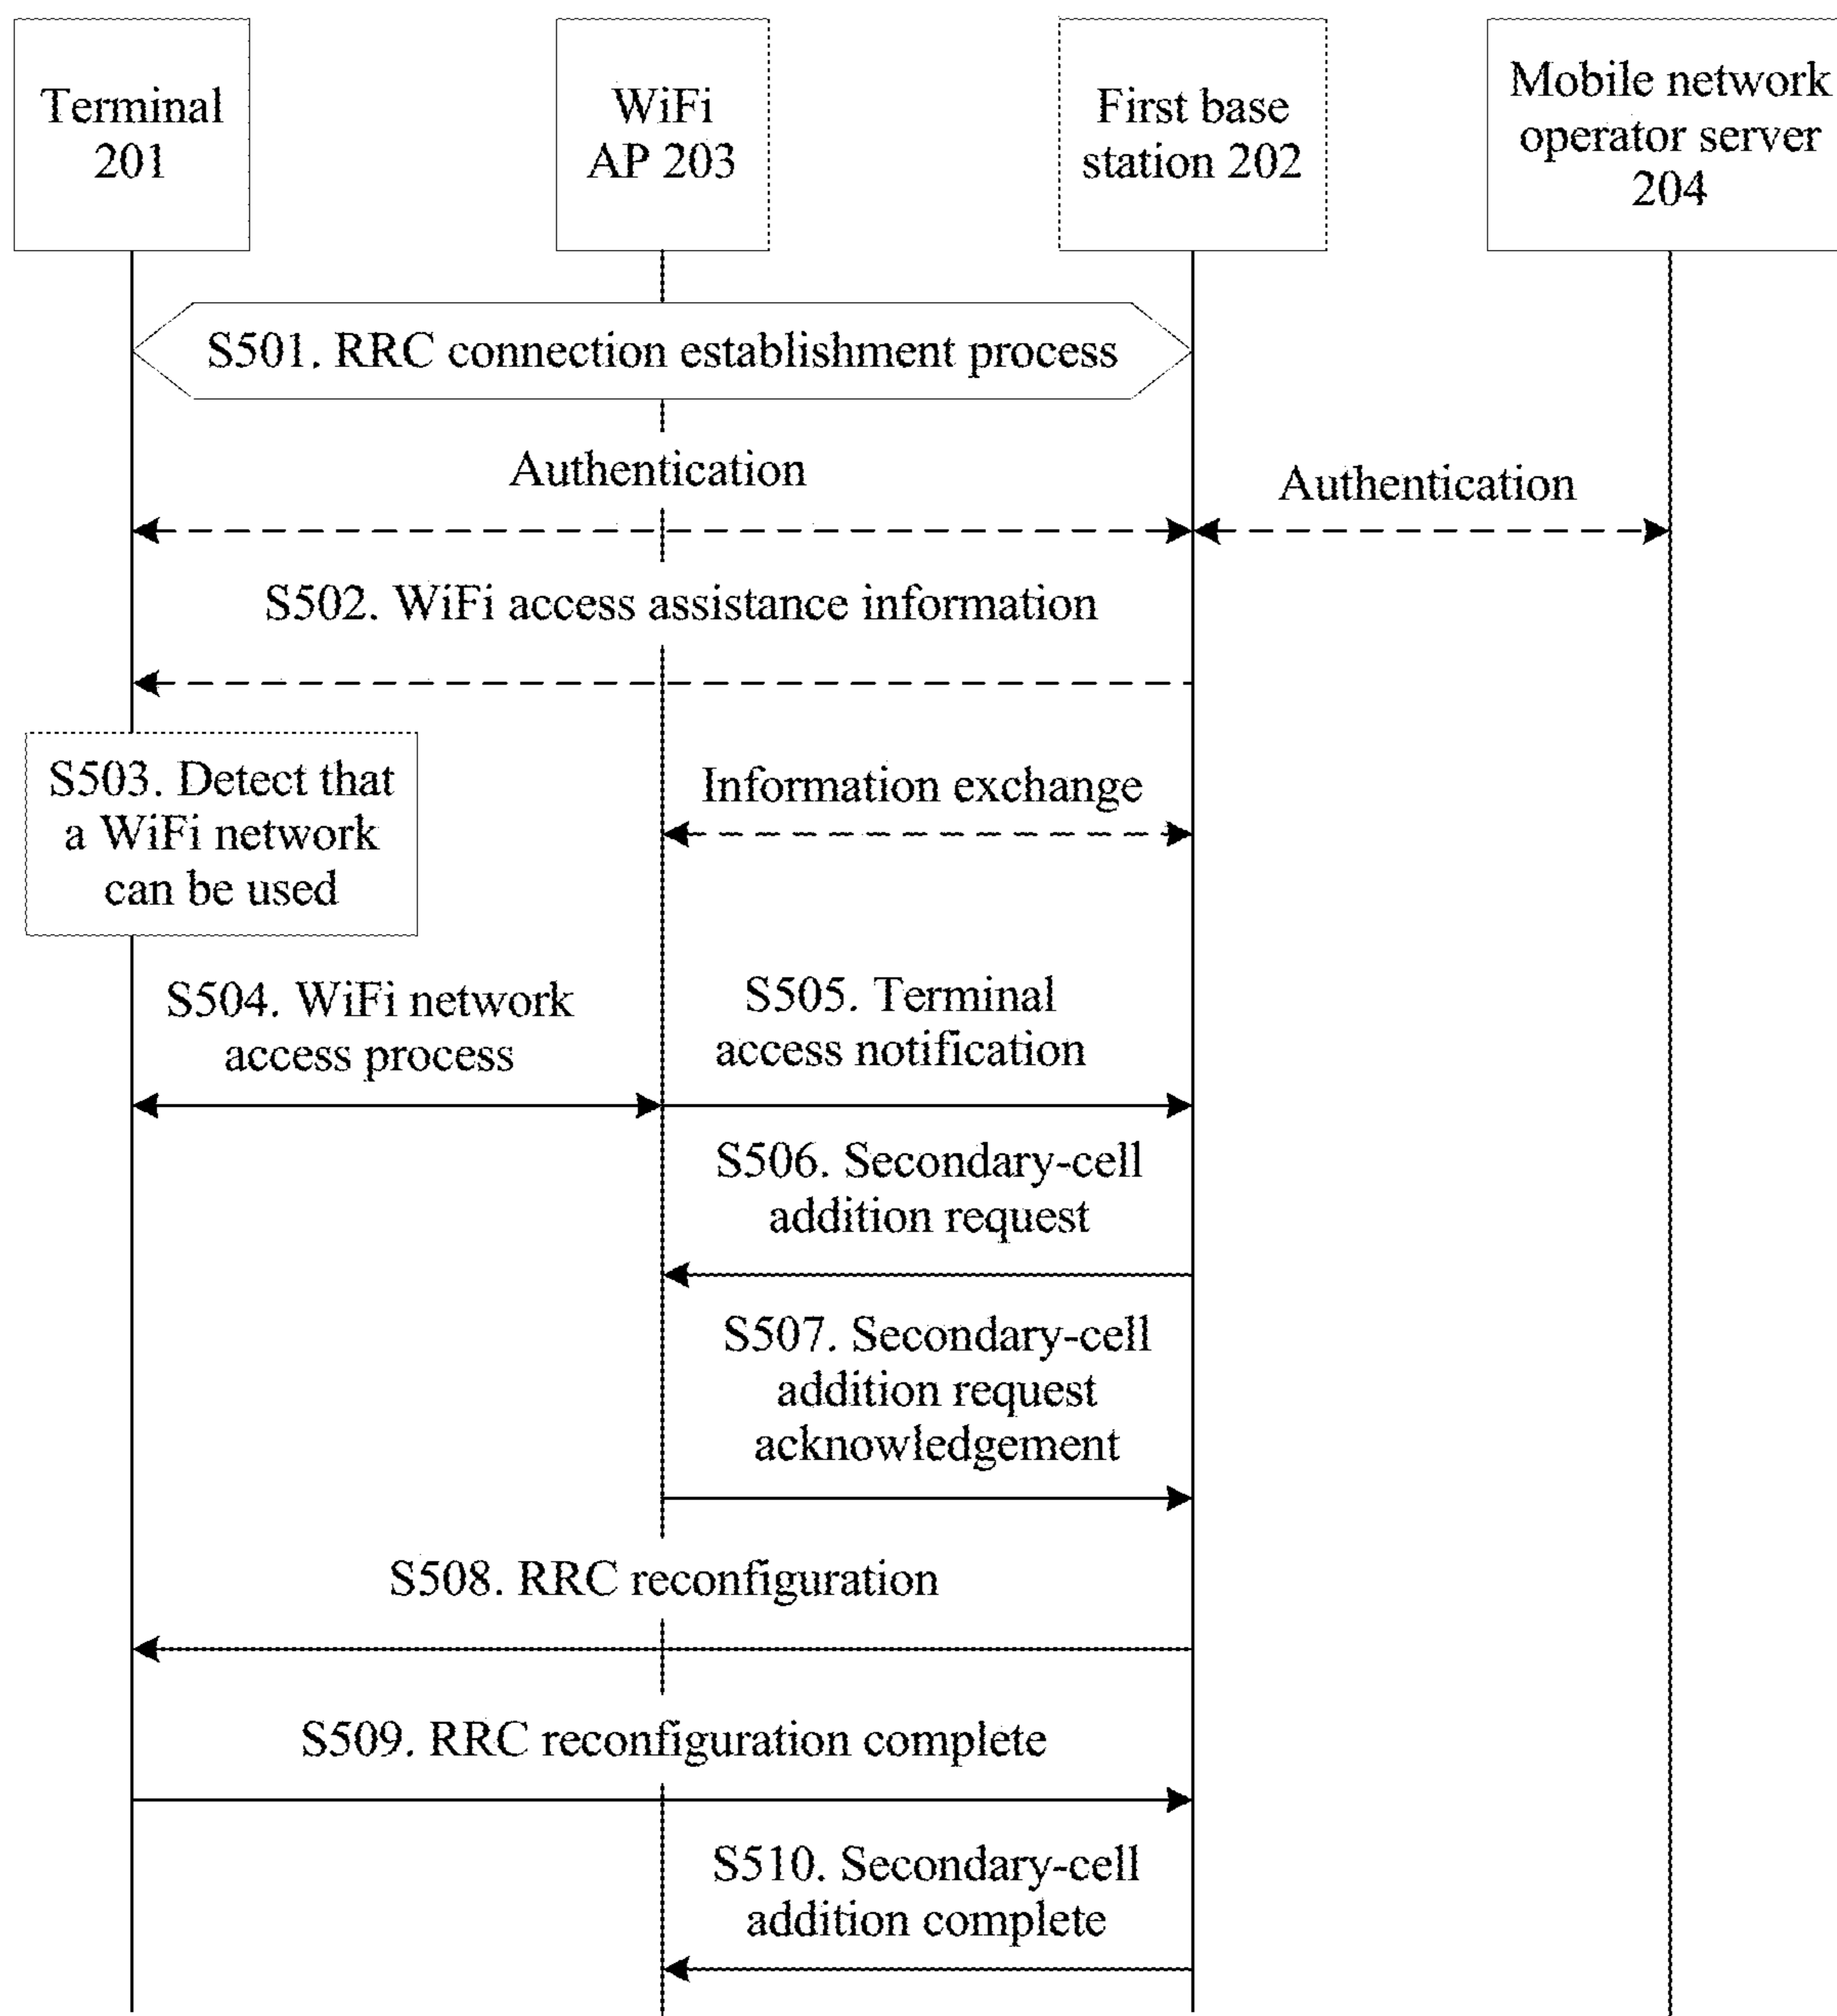 Terminal
201
WiFi
AP 203
First base
station 202
Mobile network
operator server
204
S501. RRC connection establishment process
Authentication
Authentication
S502. WiFi access assistance information
S503. Detect that
a WiFi network
can be used
Information exchange
S504. WiFi network
access process
S505. Terminal
access notification
S506. Secondary-cell
addition request
S507. Secondary-cell
addition request
acknowledgement
S508. RRC reconfiguration
S509. RRC reconfiguration complete
S510. Secondary-cell
addition complete